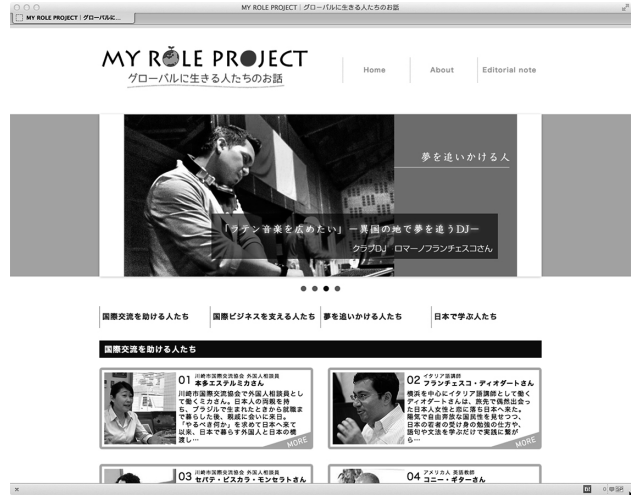 MY ROLE PROJECT｜グローバルに生きる人たちのお話
MY ROLE PROJECT｜グローバルに...
MY ROLE PROJECT
グローバルに生きる人たちのお話
Home
About
Editorial note
夢を追いかける人
「ラテン音楽を広めたい」－異国の地で夢を追うDJ－
クラブDJ　ロマーノフランチェスコさん
国際交流を助ける人たち
国際ビジネスを支える人たち
夢を追いかける人たち
日本で学ぶ人たち
国際交流を助ける人たち
01 川崎市国際交流協会 外国人相談員
本多エステルミカさん
川崎市国際交流協会で外国人相談員とし
て働くミカさん。日本人の両親を持
ち、ブラジルで生まれたときから就職ま
で暮らした後、親戚に会いに来日。
「やるべき何か」を求めて日本へ来て
以来、日本で暮らす外国人と日本の橋
渡し…
MORE
02 イタリア語講師
フランチェスコ・ディオダートさん
横浜を中心にイタリア語講師として働く
ディオダートさんは、旅先で偶然出会っ
た日本人女性と恋に落ち日本へ来た。
陽気で自由奔放な国民性を見せつつ、
日本の若者の受け身の勉強の仕方や、
語句や文法を学ぶだけで実践に繋が
ら…
MORE
03 川崎市国際交流協会 外国人相談員
セパテ・ビスカラ・モンセラトさん
04 アメリカ人 英語教師
コニー・ギターさん